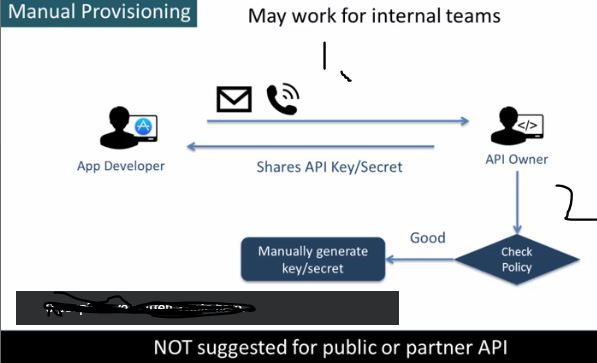 Manual Provisioning
May work for internal teams
1.
</>
App Developer
Shares API Key/Secret
API Owner
2
Good
Check
Policy
Manually generate
key/secret
NOT suggested for public or partner API